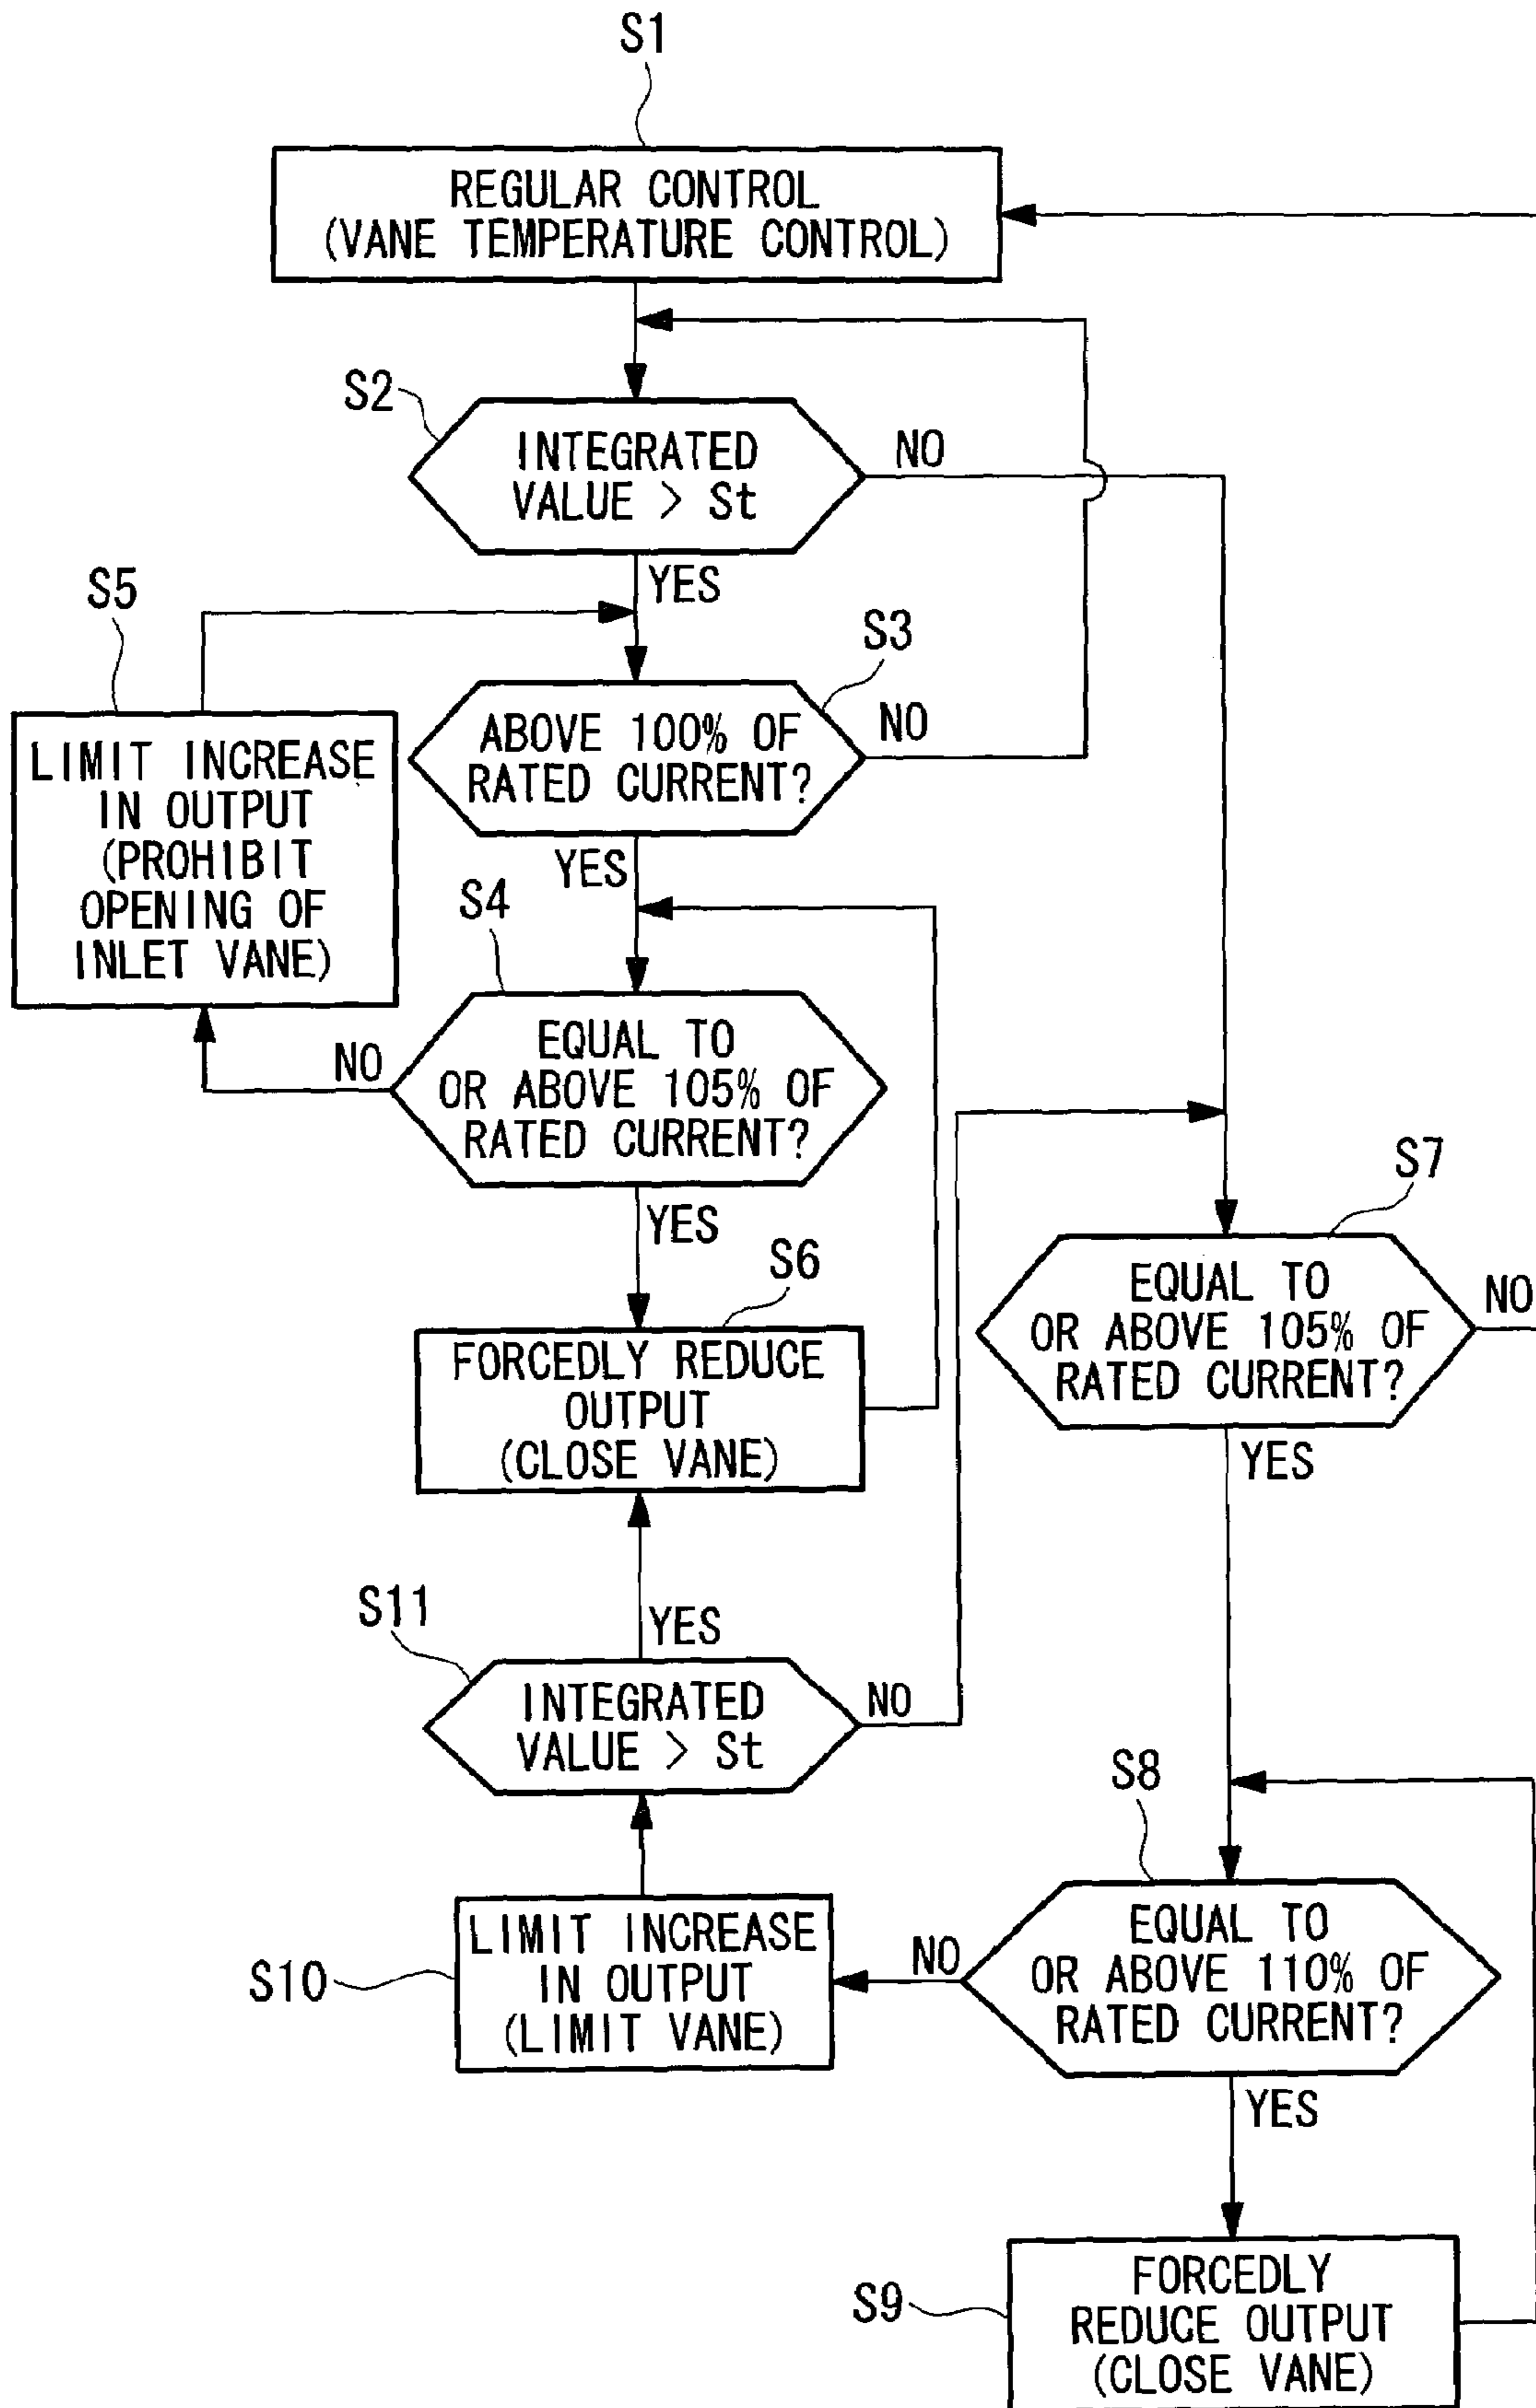 S1
REGULAR CONTROL
(VANE TEMPERATURE CONTROL)
S2
INTEGRATED
VALUE > St
NO
YES
S5
LIMIT INCREASE
IN OUTPUT
(PROHIBIT
OPENING OF
INLET VANE)
S3
ABOVE 100% OF
RATED CURRENT?
NO
YES
S4
EQUAL TO
OR ABOVE 105% OF
RATED CURRENT?
NO
YES
S6
FORCEDLY REDUCE
OUTPUT
(CLOSE VANE)
S7
EQUAL TO
OR ABOVE 105% OF
RATED CURRENT?
NO
YES
S11
YES
INTEGRATED
VALUE > St
NO
S8
EQUAL TO
OR ABOVE 110% OF
RATED CURRENT?
NO
YES
S10
LIMIT INCREASE
IN OUTPUT
(LIMIT VANE)
S9
FORCEDLY
REDUCE OUTPUT
(CLOSE VANE)